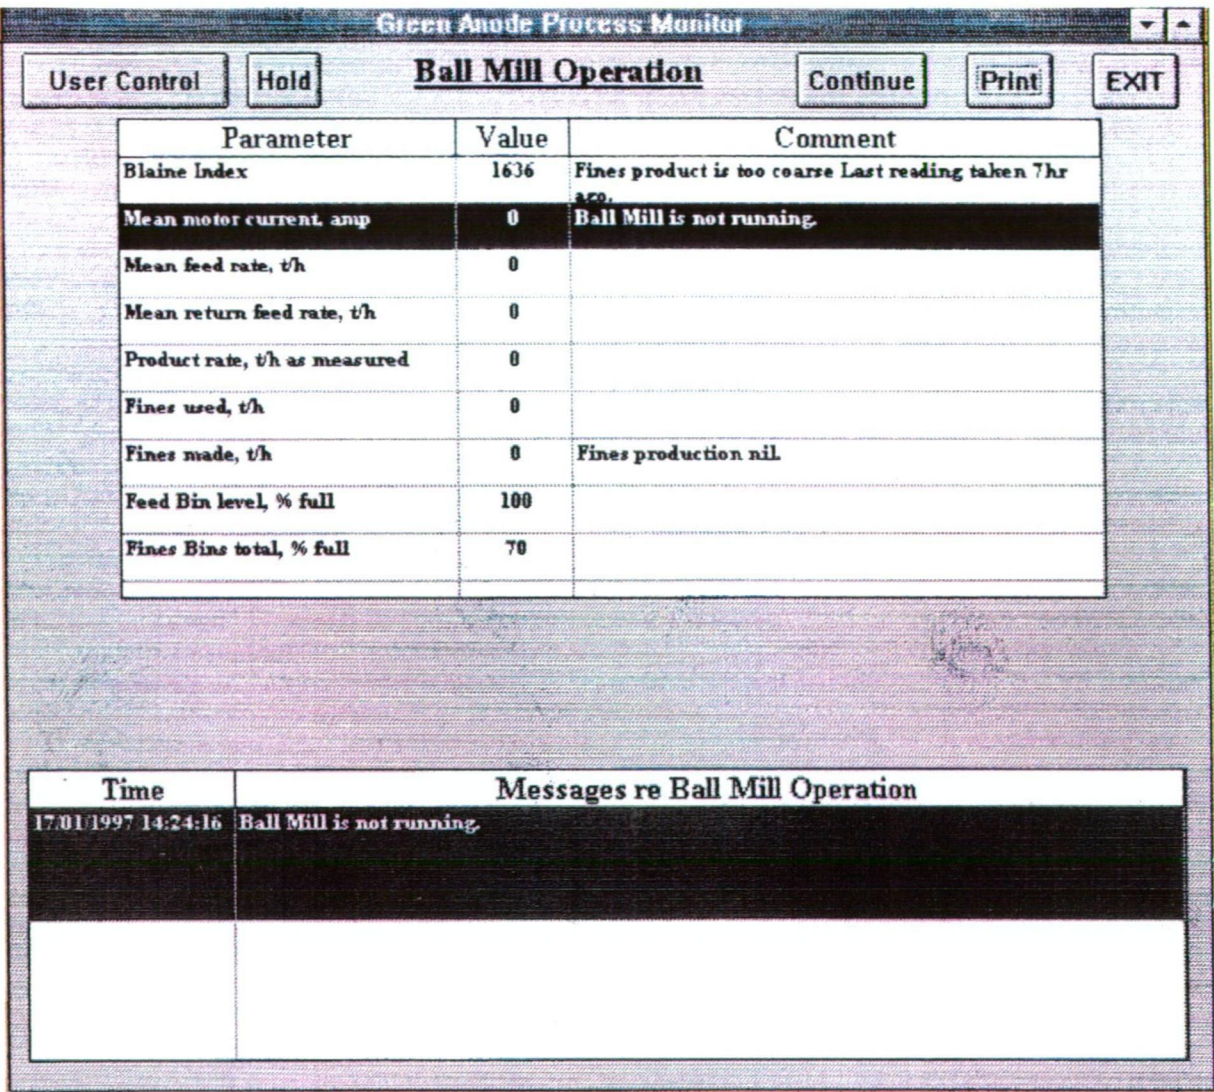 Green Anode Process Monitor
User Control Hold Ball Mill Operation Continue Print EXIT
Parameter Value Comment
Blaine Index 1636 Fines product is too coarse Last reading taken 7hr
ago.
Mean motor current, amp 0 Ball Mill is not running.
Mean feed rate, t/h 0
Mean return feed rate, t/h 0
Product rate, t/h as measured 0
Fines used, t/h 0
Fines made, t/h 0 Fines production nil.
Feed Bin level, % full 100
Fines Bins total, % full 70
Time Messages re Ball Mill Operation
17/01/1997 14:24:16 Ball Mill is not running.